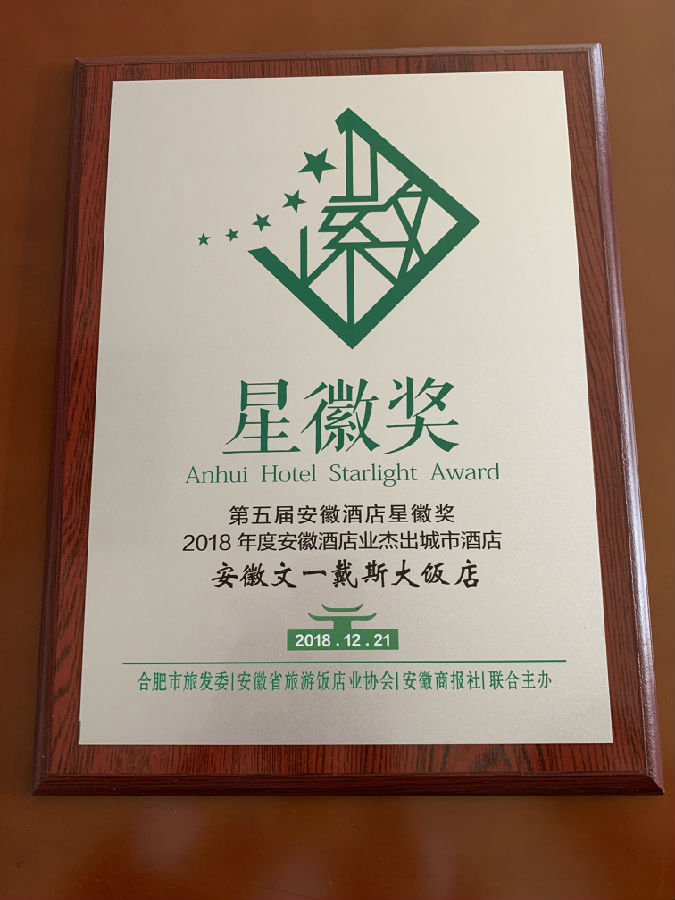 星徽奖
Anhui Hotel Starlight Award
第五届安徽酒店星徽奖
2018 年度安徽酒店业杰出城市酒店
安徽文一戴斯大饭店
2018.12.21
合肥市旅发委|安徽省旅游饭店业协会|安徽商报社|联合主办